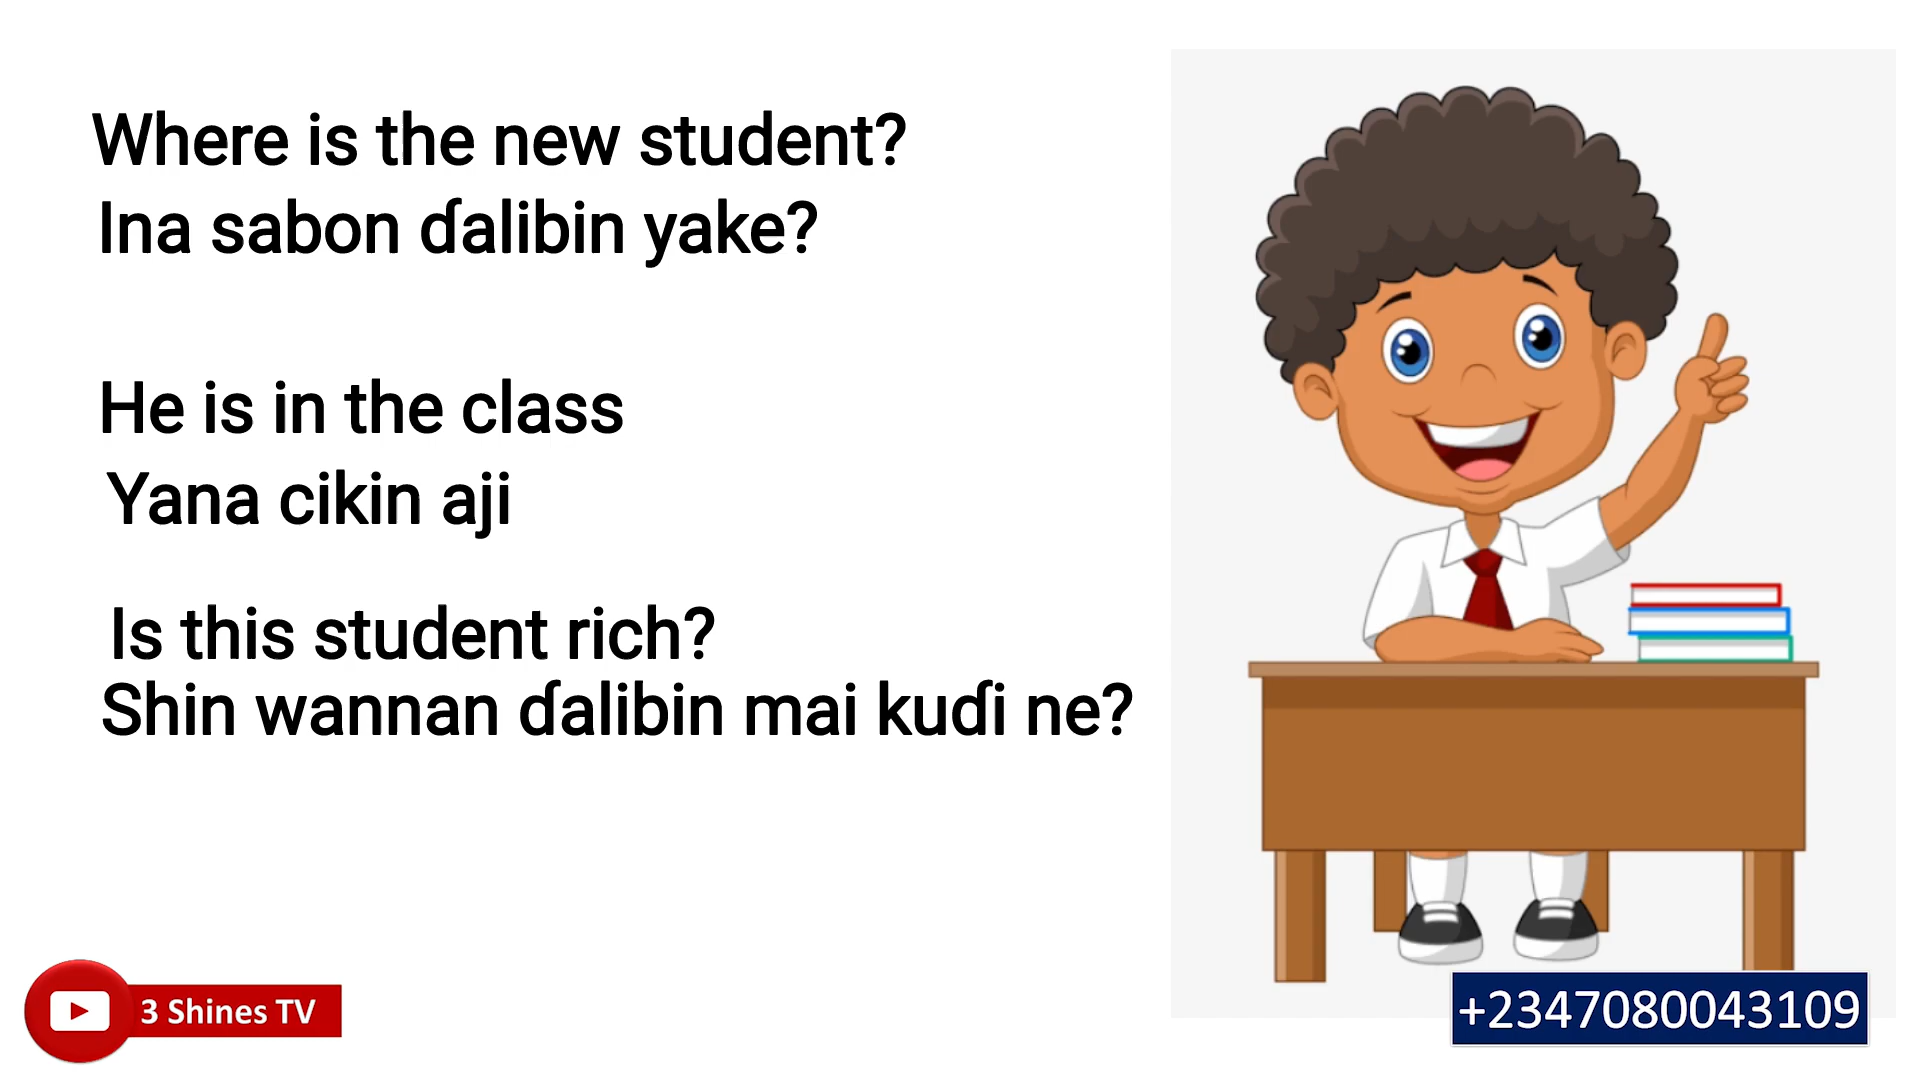 Where is the new student?
Ina sabon ɗalibin yake?
He is in the class
Yana cikin aji
Is this student rich?
Shin wannan ɗalibin mai kuɗi ne?
3 Shines TV
+2347080043109